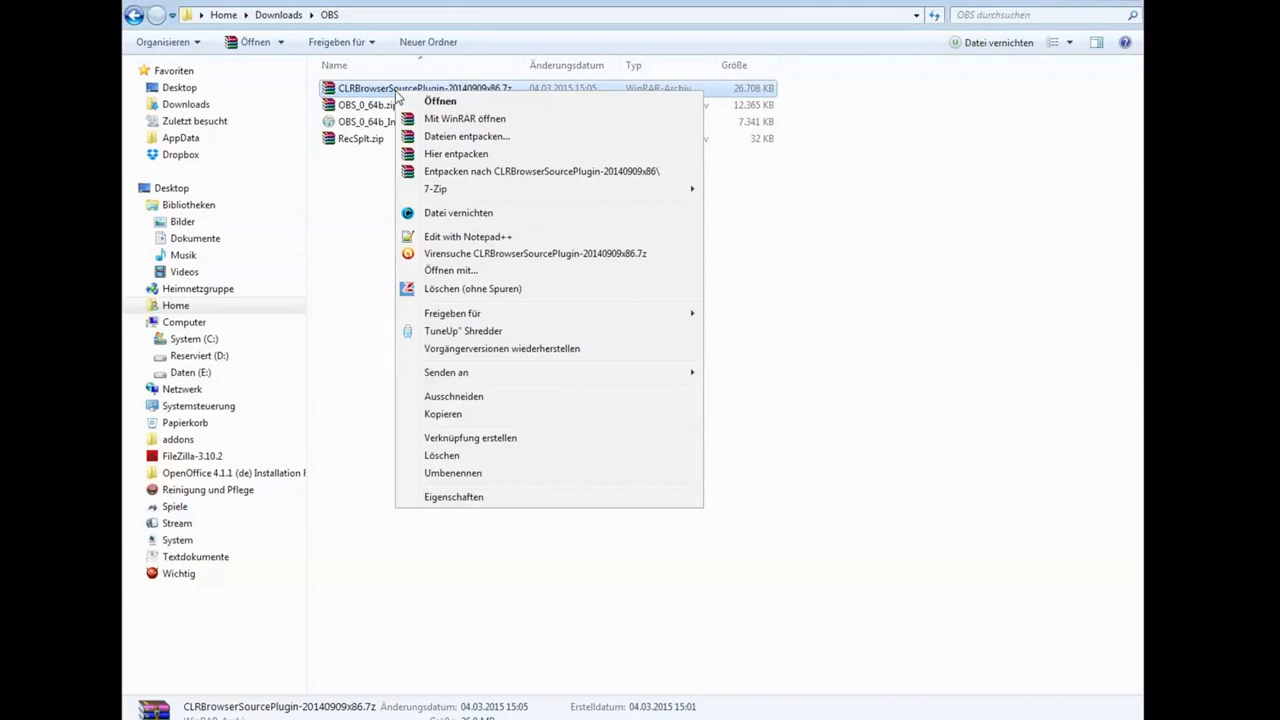 Home ▸ Downloads ▸ OBS
OBS durchsuchen
Organisieren Öffnen Freigeben für Neuer Ordner Datei vernichten
Name Änderungsdatum Typ Größe
Favoriten
Desktop
Downloads
Zuletzt besucht
AppData
Dropbox
Desktop
Bibliotheken
Bilder
Dokumente
Musik
Videos
Heimnetzgruppe
Home
Computer
System (C:)
Reserviert (D:)
Daten (E:)
Netzwerk
Systemsteuerung
Papierkorb
addons
FileZilla-3.10.2
OpenOffice 4.1.1 (de) Installation F
Reinigung und Pflege
Spiele
Stream
System
Textdokumente
Wichtig
CLRBrowserSourcePlugin-20140909x86.7z 04.03.2015 15:05 WinRAR-Archiv 26.708 KB
OBS_0_64b.zip 12.365 KB
OBS_0_64b_In 7.341 KB
RecSplt.zip 32 KB
Öffnen
Mit WinRAR öffnen
Dateien entpacken...
Hier entpacken
Entpacken nach CLRBrowserSourcePlugin-20140909x86\
7-Zip
Datei vernichten
Edit with Notepad++
Virensuche CLRBrowserSourcePlugin-20140909x86.7z
Öffnen mit...
Löschen (ohne Spuren)
Freigeben für
TuneUp® Shredder
Vorgängerversionen wiederherstellen
Senden an
Ausschneiden
Kopieren
Verknüpfung erstellen
Löschen
Umbenennen
Eigenschaften
CLRBrowserSourcePlugin-20140909x86.7z Änderungsdatum: 04.03.2015 15:05 Erstelldatum: 04.03.2015 15:01